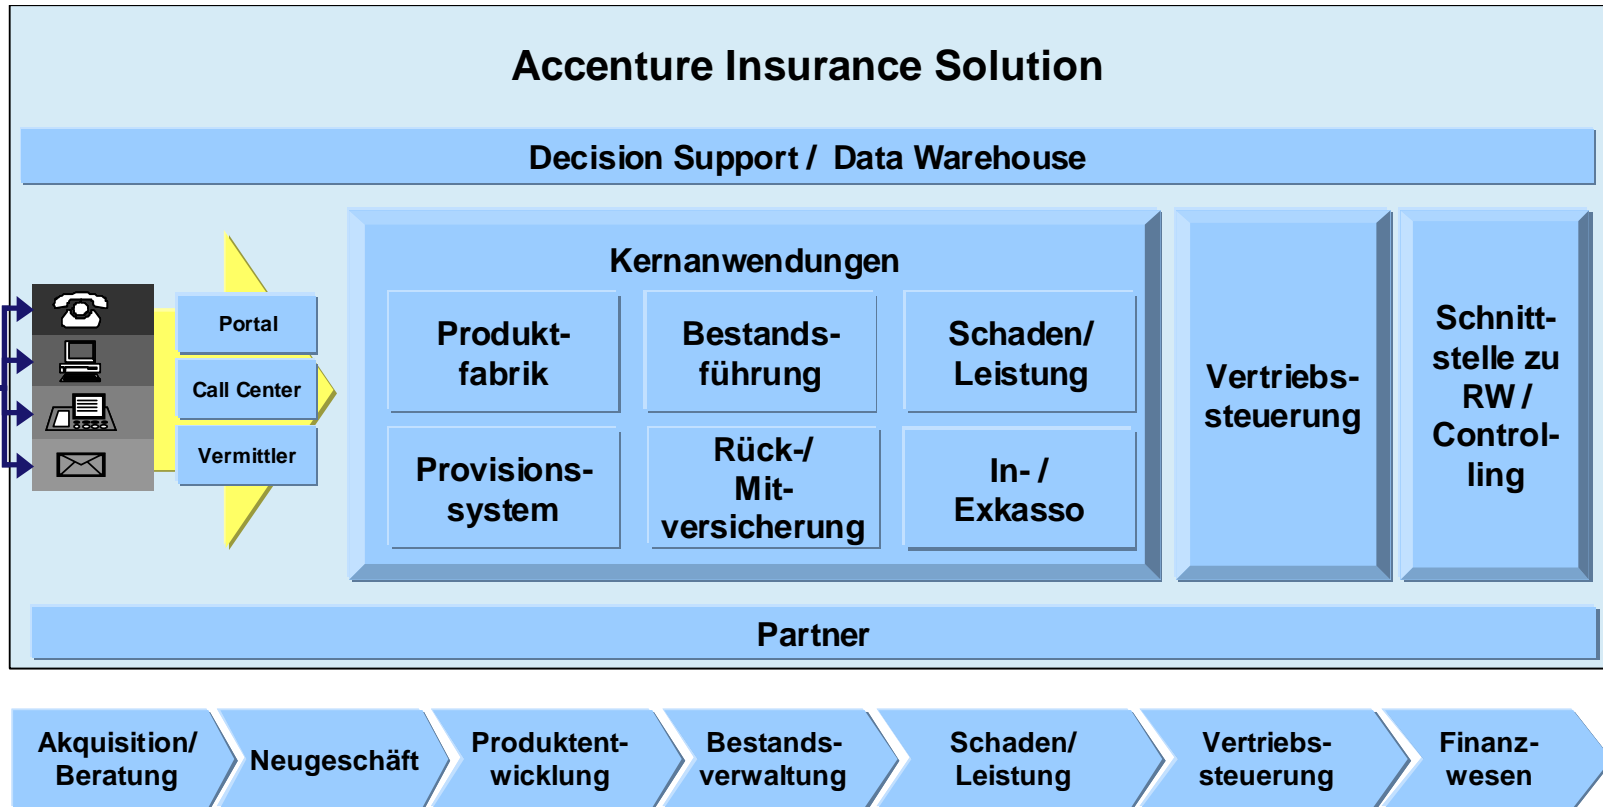 Accenture Insurance Solution
Decision Support / Data Warehouse
Portal
Call Center
Vermittler
Kernanwendungen
Produkt-
fabrik
Bestands-
führung
Schaden/
Leistung
Provisions-
system
Rück-/
Mit-
versicherung
In- /
Exkasso
Vertriebs-
steuerung
Schnitt-
stelle zu
RW /
Control-
ling
Partner
Akquisition/
Beratung
Neugeschäft
Produktent-
wicklung
Bestands-
verwaltung
Schaden/
Leistung
Vertriebs-
steuerung
Finanz-
wesen